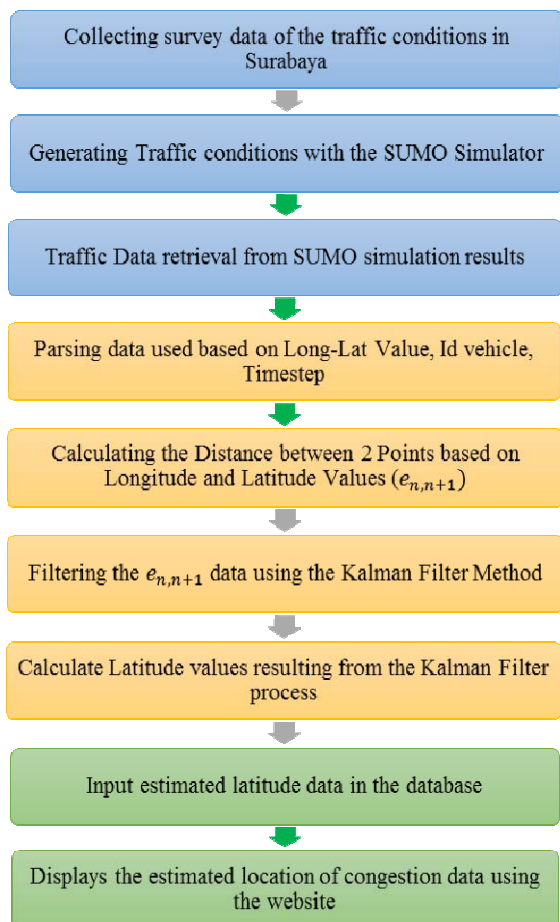 Collecting survey data of the traffic conditions in
Surabaya
Generating Traffic conditions with the SUMO Simulator
Traffic Data retrieval from SUMO simulation results
Parsing data used based on Long-Lat Value, Id vehicle,
Timestep
Calculating the Distance between 2 Points based on
Longitude and Latitude Values (eₙ,ₙ₊₁)
Filtering the eₙ,ₙ₊₁ data using the Kalman Filter Method
Calculate Latitude values resulting from the Kalman Filter
process
Input estimated latitude data in the database
Displays the estimated location of congestion data using
the website